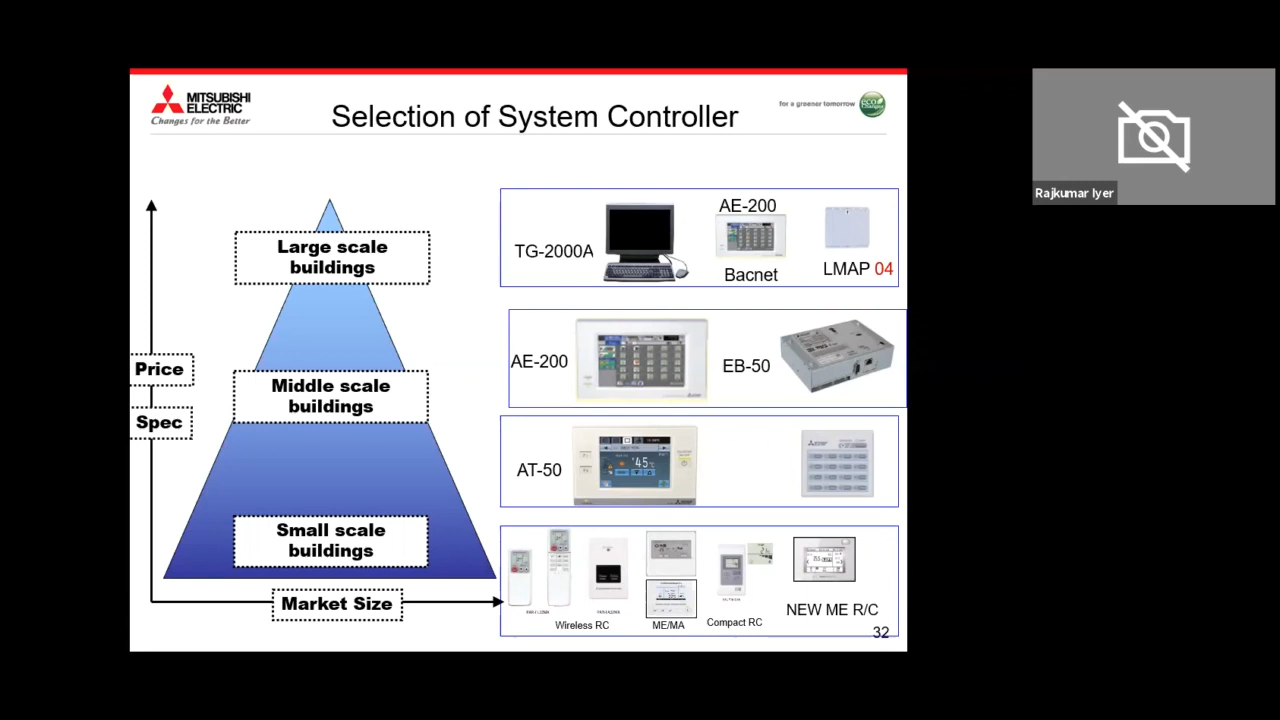 MITSUBISHI
ELECTRIC
Changes for the Better
Selection of System Controller
for a greener tomorrow
eco
Changes
Large scale
buildings
Middle scale
buildings
Small scale
buildings
Price
Spec
Market Size
TG-2000A
AE-200
Bacnet
LMAP 04
AE-200
EB-50
AT-50
Wireless RC
ME/MA
Compact RC
NEW ME R/C
32
Rajkumar Iyer